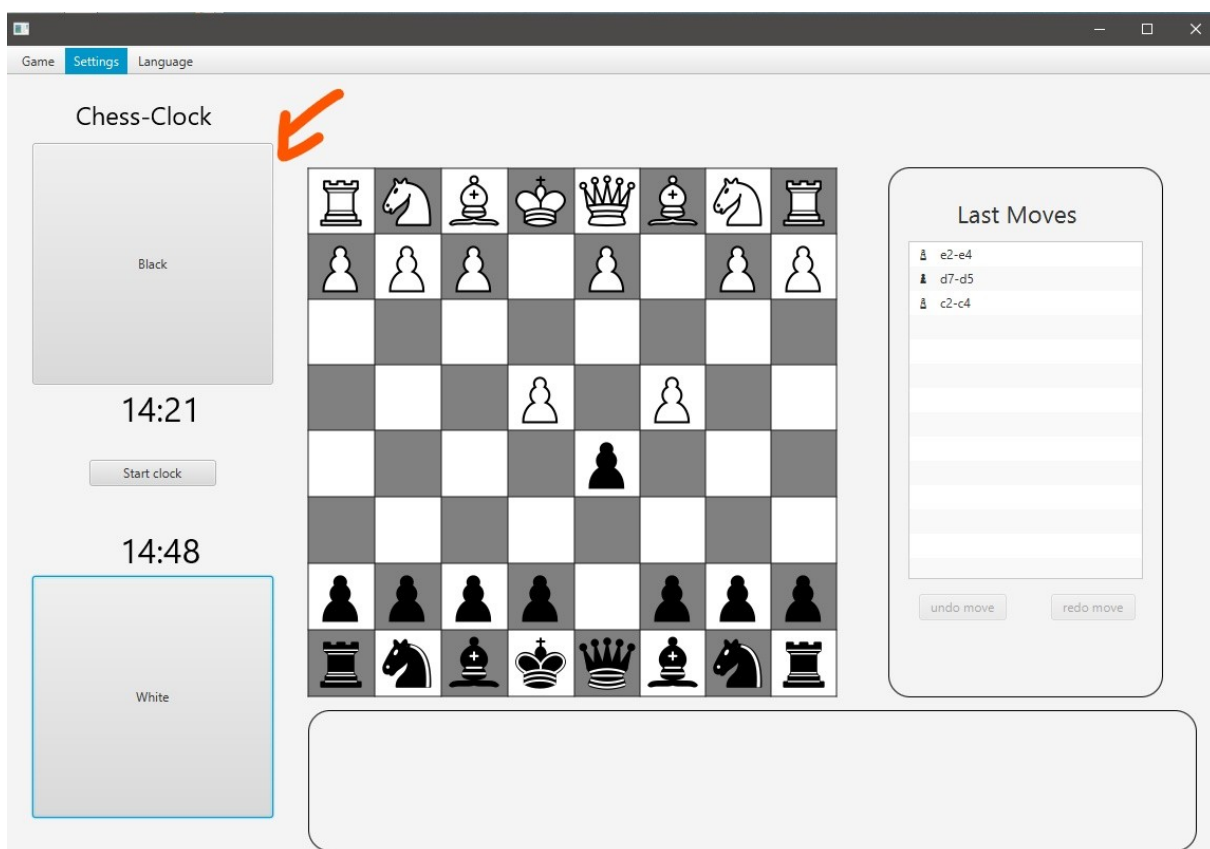 Game Settings Language
Chess-Clock
Black
14:21
Start clock
14:48
White
Last Moves
e2-e4
d7-d5
c2-c4
undo move redo move